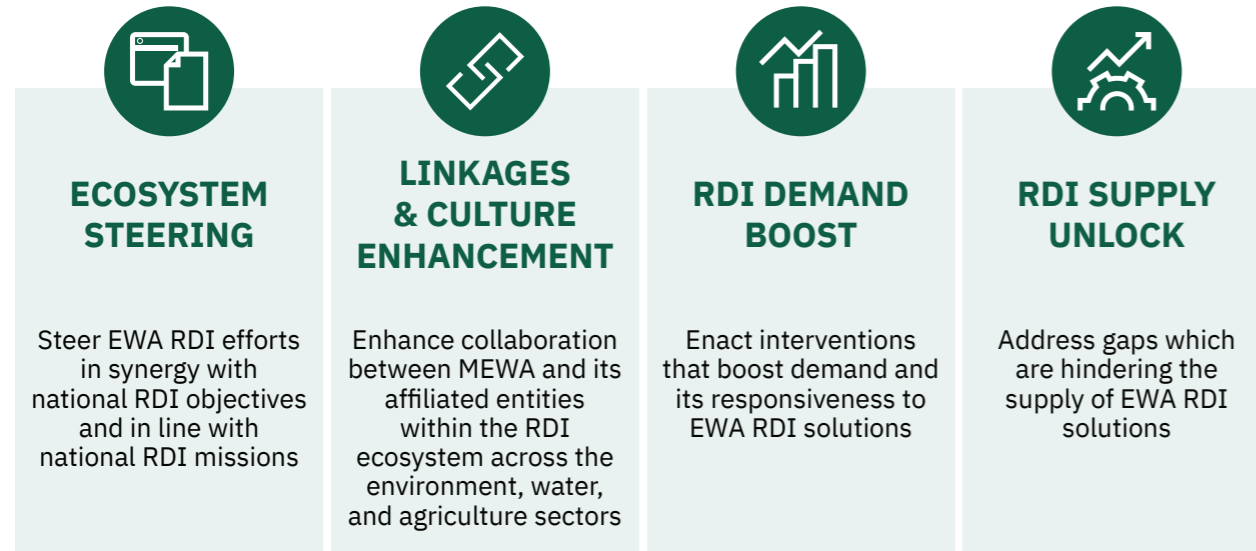 ECOSYSTEM
STEERING
Steer EWA RDI efforts
in synergy with
national RDI objectives
and in line with
national RDI missions
LINKAGES
& CULTURE
ENHANCEMENT
Enhance collaboration
between MEWA and its
affiliated entities
within the RDI
ecosystem across the
environment, water,
and agriculture sectors
RDI DEMAND
BOOST
Enact interventions
that boost demand and
its responsiveness to
EWA RDI solutions
RDI SUPPLY
UNLOCK
Address gaps which
are hindering the
supply of EWA RDI
solutions